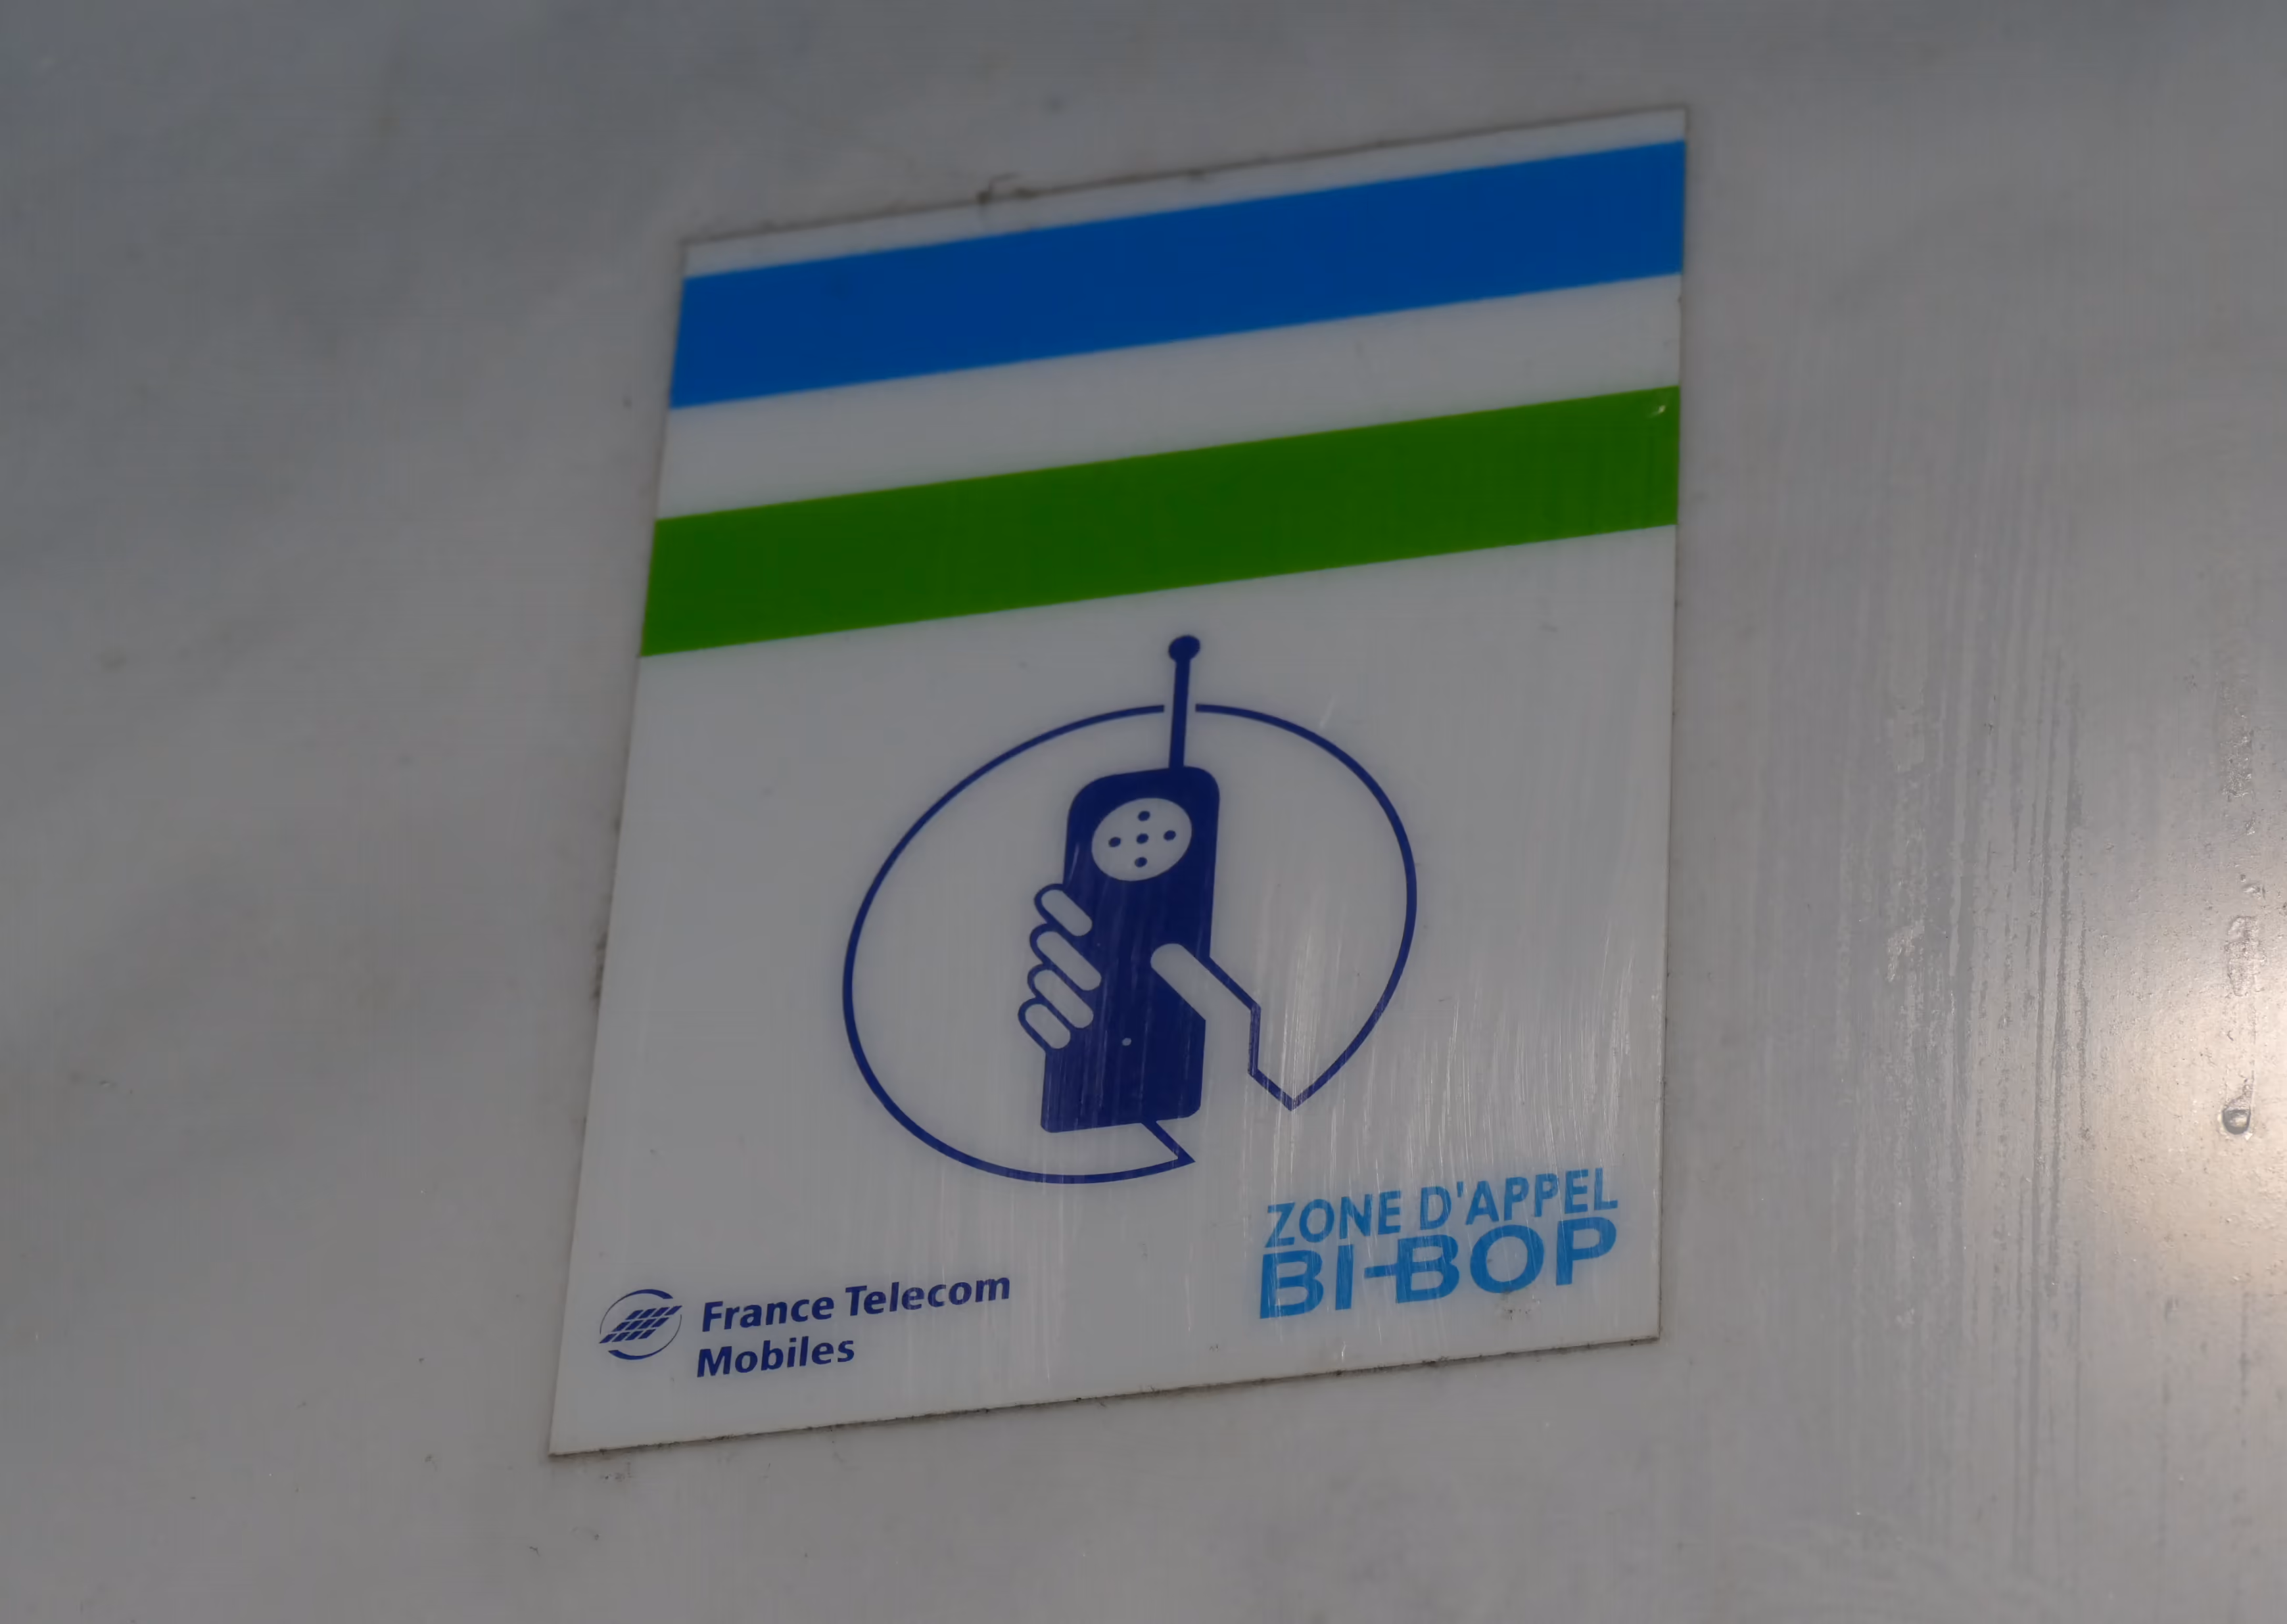 ZONE D'APPEL
BI-BOP
France Telecom
Mobiles